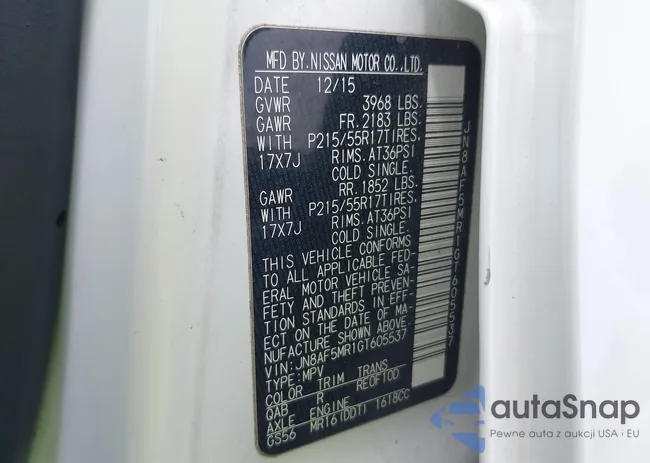 MFD BY.NISSAN MOTOR CO.,LTD.
DATE 12/15
GVWR 3968 LBS.
GAWR FR.2183 LBS.
WITH P215/55R17TIRES.
17X7J RIMS.AT36PSI
COLD SINGLE.
GAWR RR.1852 LBS.
WITH P215/55R17TIRES.
17X7J RIMS.AT36PSI
COLD SINGLE.
THIS VEHICLE CONFORMS
TO ALL APPLICABLE FED-
ERAL MOTOR VEHICLE SA-
FETY AND THEFT PREVEN-
TION STANDARDS IN EFF-
ECT ON THE DATE OF MA-
NUFACTURE SHOWN ABOVE.
VIN:JN8AF5MR1GT605537
TYPE:MPV
COLOR TRIM TRANS
QAB R RE0F10D
AXLE ENGINE
GS56 MR16(DDT) 1618CC
JN8AF5MR1GT605537
autaSnap
Pewne auta z aukcji USA i EU